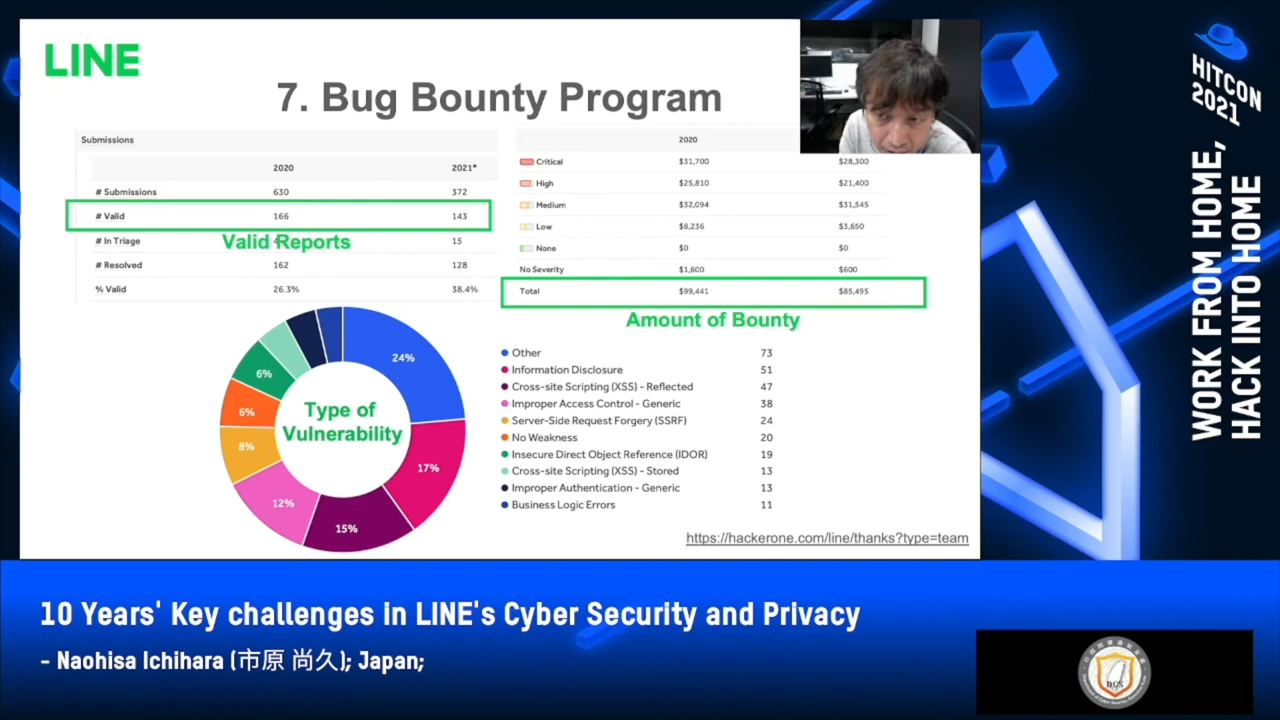 LINE
7. Bug Bounty Program
Submissions
2020 2021*
# Submissions 630 372
# Valid 166 143
# In Triage 15
# Resolved 162 128
% Valid 26.3% 38.4%
Valid Reports
2020
Critical $31,700 $28,300
High $25,810 $21,400
Medium $32,094 $31,545
Low $8,236 $3,650
None $0 $0
No Severity $1,600 $600
Total $99,441 $85,495
Amount of Bounty
24%
17%
15%
12%
8%
6%
6%
Type of
Vulnerability
Other 73
Information Disclosure 51
Cross-site Scripting (XSS) - Reflected 47
Improper Access Control - Generic 38
Server-Side Request Forgery (SSRF) 24
No Weakness 20
Insecure Direct Object Reference (IDOR) 19
Cross-site Scripting (XSS) - Stored 13
Improper Authentication - Generic 13
Business Logic Errors 11
https://hackerone.com/line/thanks?type=team
HITCON
2021
WORK FROM HOME,
HACK INTO HOME
10 Years' Key challenges in LINE's Cyber Security and Privacy
- Naohisa Ichihara (市原 尚久); Japan;